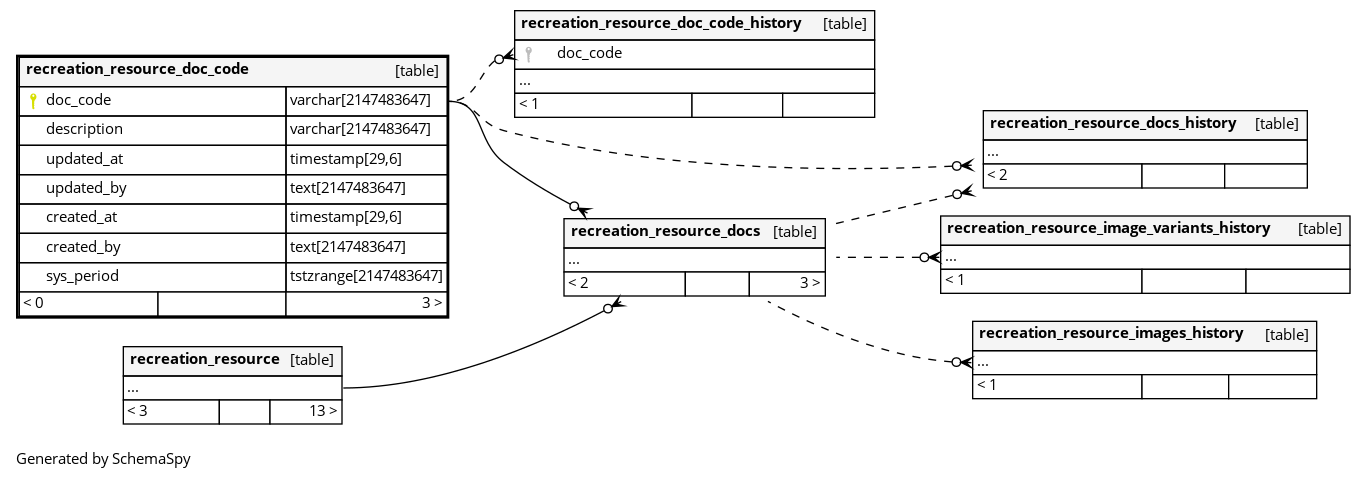 recreation_resource_doc_code [table]
doc_code varchar[2147483647]
description varchar[2147483647]
updated_at timestamp[29,6]
updated_by text[2147483647]
created_at timestamp[29,6]
created_by text[2147483647]
sys_period tstzrange[2147483647]
< 0 3 >
recreation_resource_doc_code_history [table]
doc_code
...
< 1
recreation_resource_docs_history [table]
...
< 2
recreation_resource_docs [table]
...
< 2 3 >
recreation_resource_image_variants_history [table]
...
< 1
recreation_resource_images_history [table]
...
< 1
recreation_resource [table]
...
< 3 13 >
Generated by SchemaSpy